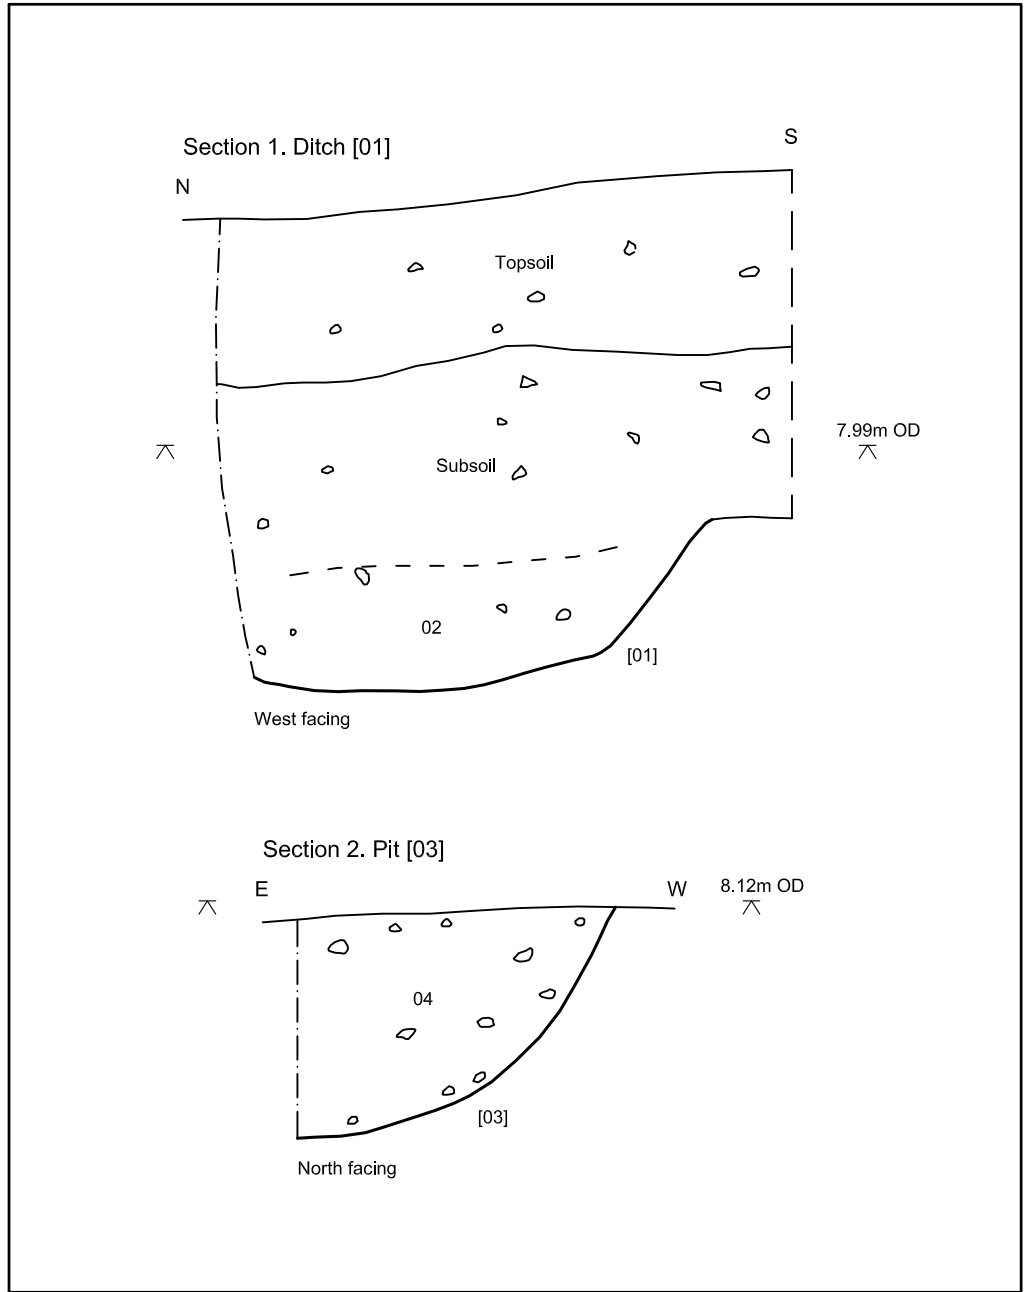 Section 1. Ditch [01]
N
S
Topsoil
Subsoil
7.99m OD
02
[01]
West facing
Section 2. Pit [03]
E
W
8.12m OD
04
[03]
North facing